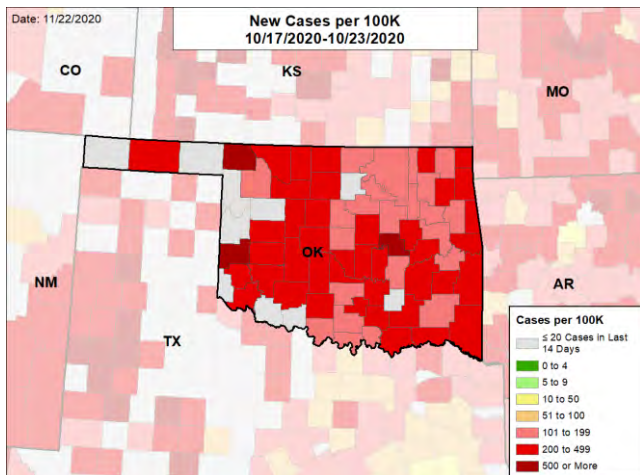 Date: 11/22/2020
New Cases per 100K
10/17/2020-10/23/2020
CO
KS
MO
OK
NM
AR
TX
Cases per 100K
≤ 20 Cases in Last
14 Days
0 to 4
5 to 9
10 to 50
51 to 100
101 to 199
200 to 499
500 or More